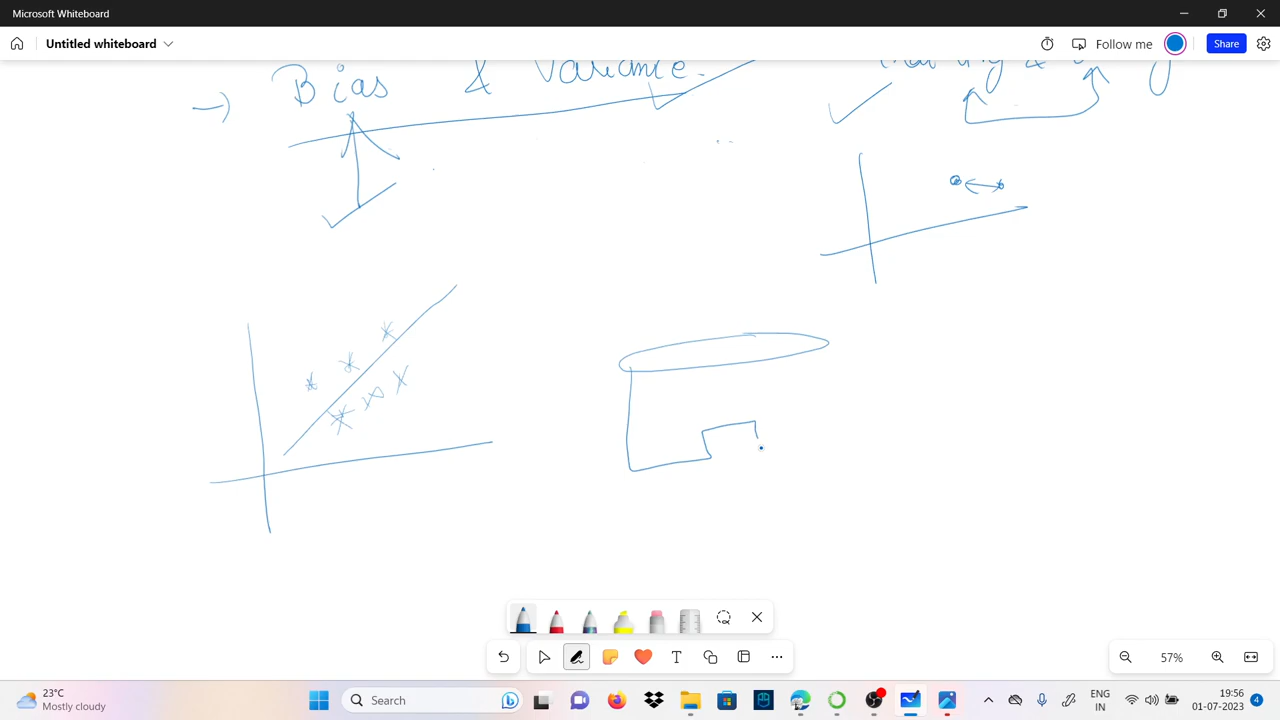 Microsoft Whiteboard
Untitled whiteboard
Follow me
Share
Bias & Variance.
57%
23°C
Mostly cloudy
Search
ENG
IN
19:56
01-07-2023
4